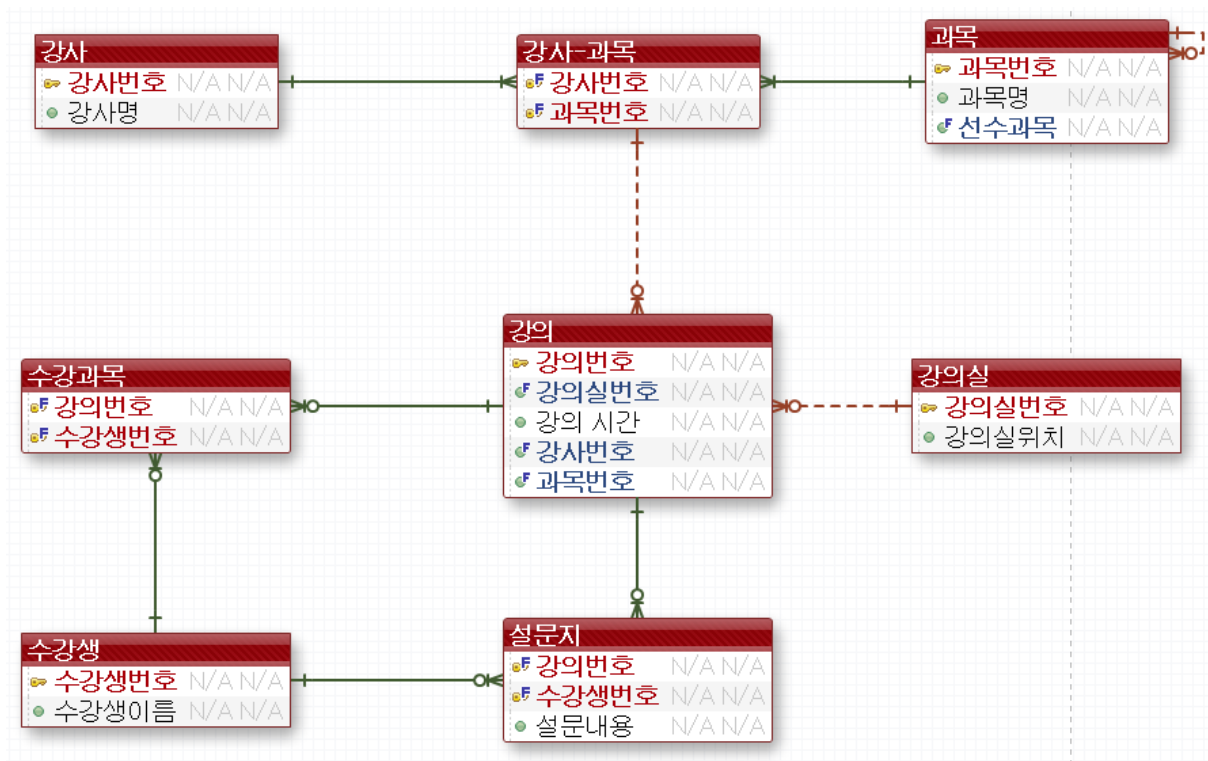 강사
강사번호 N/A N/A
강사명 N/A N/A
강사-과목
강사번호 N/A N/A
과목번호 N/A N/A
과목
과목번호 N/A N/A
과목명 N/A N/A
선수과목 N/A N/A
강의
강의번호 N/A N/A
강의실번호 N/A N/A
강의 시간 N/A N/A
강사번호 N/A N/A
과목번호 N/A N/A
수강과목
강의번호 N/A N/A
수강생번호 N/A N/A
강의실
강의실번호 N/A N/A
강의실위치 N/A N/A
수강생
수강생번호 N/A N/A
수강생이름 N/A N/A
설문지
강의번호 N/A N/A
수강생번호 N/A N/A
설문내용 N/A N/A